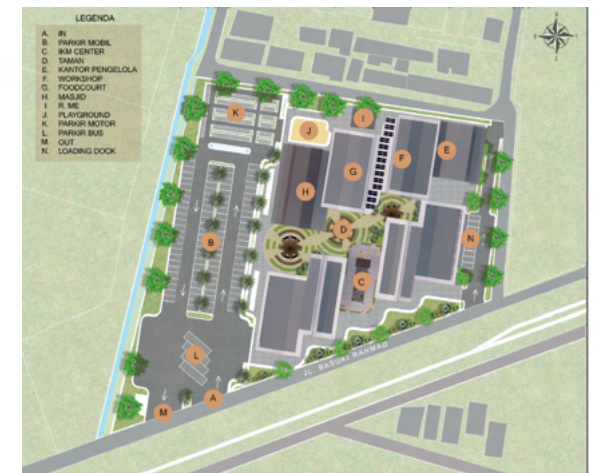 LEGENDA
A. IN
B. PARKIR MOBIL
C. IKM CENTER
D. TAMAN
E. KANTOR PENGELOLA
F. WORKSHOP
G. FOODCOURT
H. MASJID
I R. ME
J. PLAYGROUND
K. PARKIR MOTOR
L. PARKIR BUS
M. OUT
N. LOADING DOCK
K
I
J
F
E
G
H
B
D
N
C
L
JL. BASUKI RAHMAD
A
M